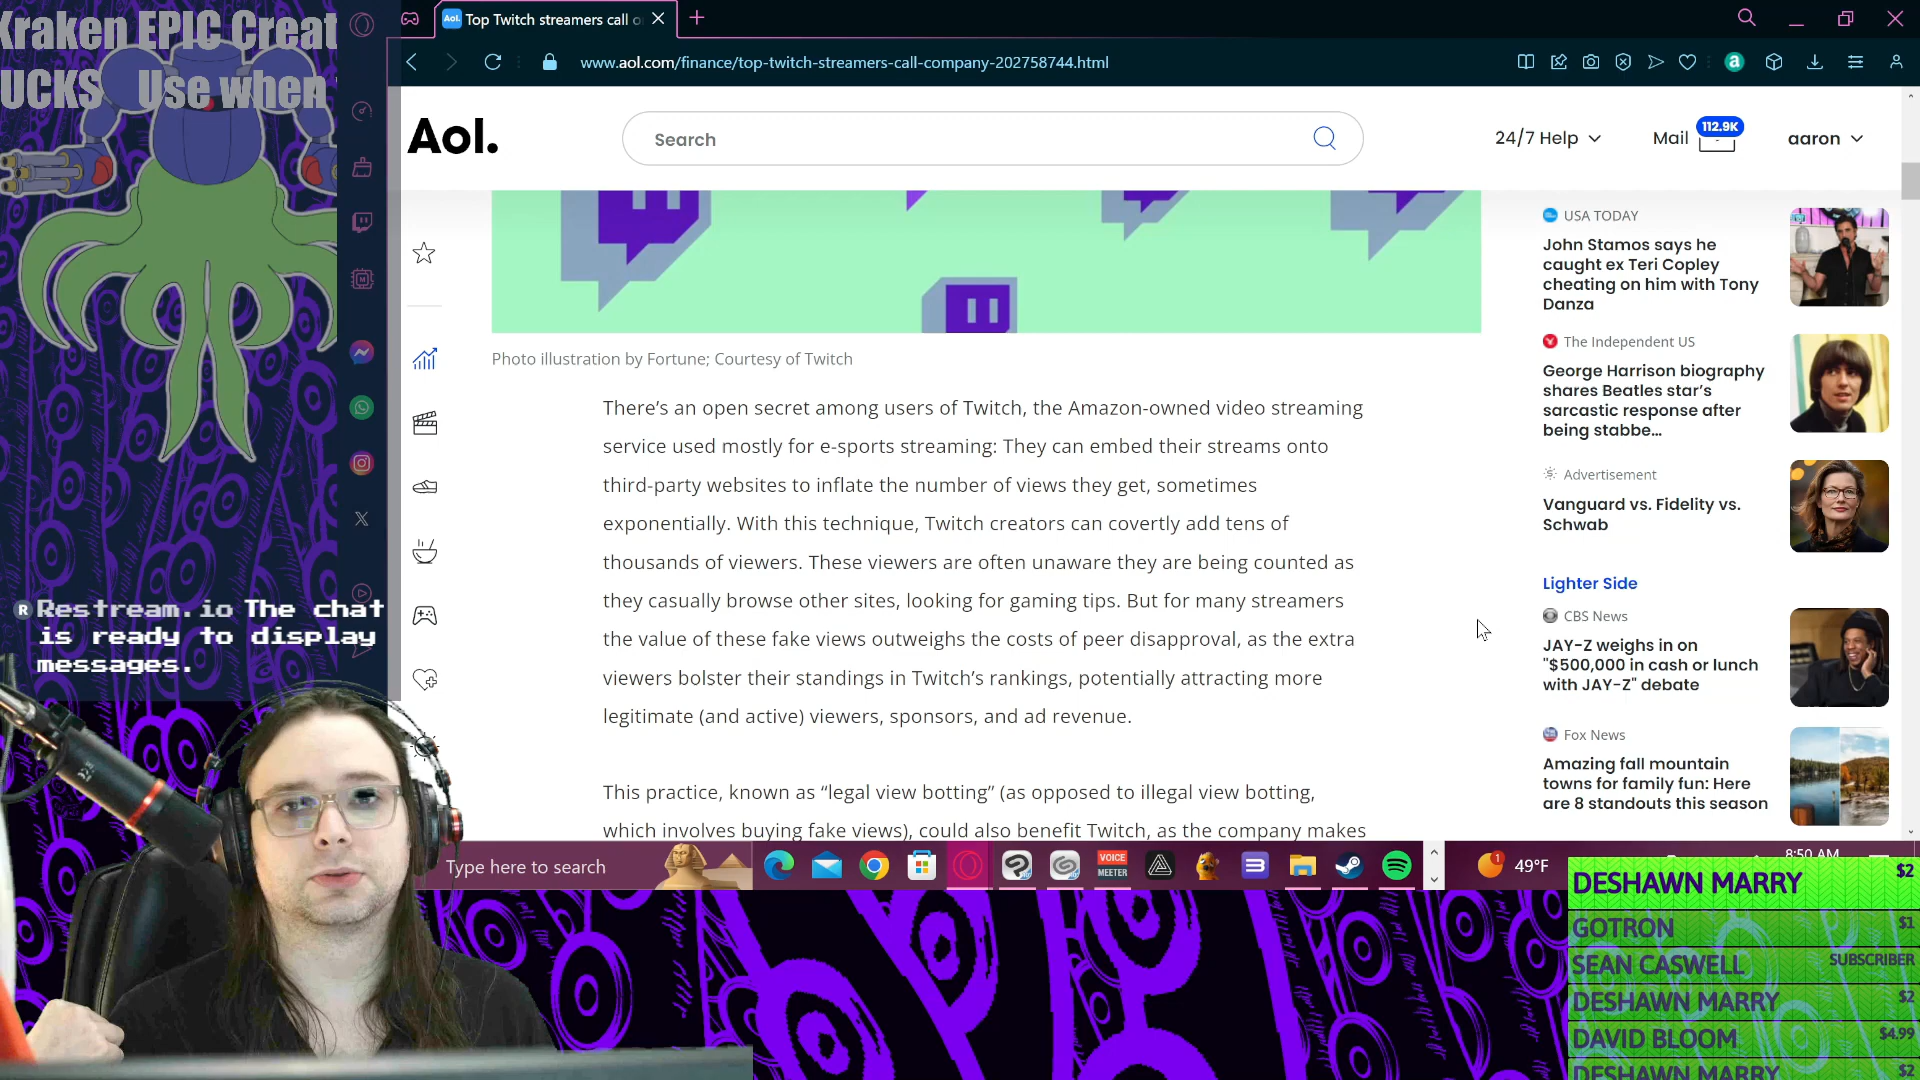 Kraken EPIC Creat
UCKS Use when
Top Twitch streamers call o
www.aol.com/finance/top-twitch-streamers-call-company-202758744.html
Aol.
Search
24/7 Help
Mail
112.9K
aaron
Photo illustration by Fortune; Courtesy of Twitch
There’s an open secret among users of Twitch, the Amazon-owned video streaming
service used mostly for e-sports streaming: They can embed their streams onto
third-party websites to inflate the number of views they get, sometimes
exponentially. With this technique, Twitch creators can covertly add tens of
thousands of viewers. These viewers are often unaware they are being counted as
they casually browse other sites, looking for gaming tips. But for many streamers
the value of these fake views outweighs the costs of peer disapproval, as the extra
viewers bolster their standings in Twitch’s rankings, potentially attracting more
legitimate (and active) viewers, sponsors, and ad revenue.
This practice, known as “legal view botting” (as opposed to illegal view botting,
which involves buying fake views), could also benefit Twitch, as the company makes
USA TODAY
John Stamos says he
caught ex Teri Copley
cheating on him with Tony
Danza
The Independent US
George Harrison biography
shares Beatles star’s
sarcastic response after
being stabbe...
Advertisement
Vanguard vs. Fidelity vs.
Schwab
Lighter Side
CBS News
JAY-Z weighs in on
"$500,000 in cash or lunch
with JAY-Z" debate
Fox News
Amazing fall mountain
towns for family fun: Here
are 8 standouts this season
R Restream.io The chat
is ready to display
messages.
Type here to search
VOICE
MEETER
1
49°F
8:50 AM
DESHAWN MARRY $2
GOTRON $1
SEAN CASWELL SUBSCRIBER
DESHAWN MARRY $2
DAVID BLOOM $4.99
DESHAWN MARRY $2